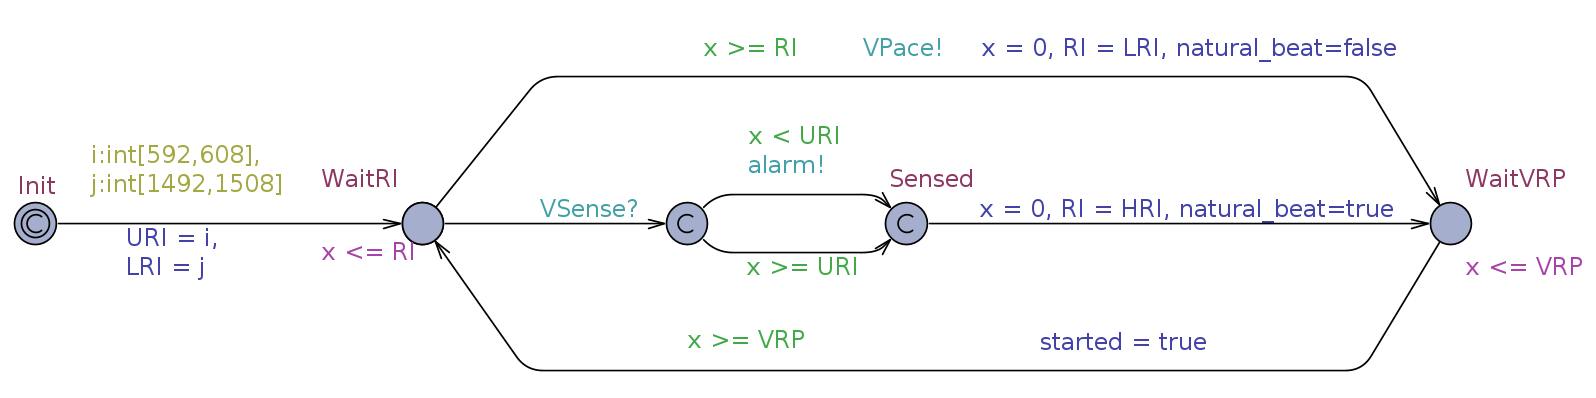 x >= RI
VPace!
x = 0, RI = LRI, natural_beat=false
x < URI
alarm!
i:int[592,608],
j:int[1492,1508]
Init
WaitRI
Sensed
WaitVRP
C
VSense?
C
C
x = 0, RI = HRI, natural_beat=true
URI = i,
LRI = j
x <= RI
x >= URI
x <= VRP
x >= VRP
started = true